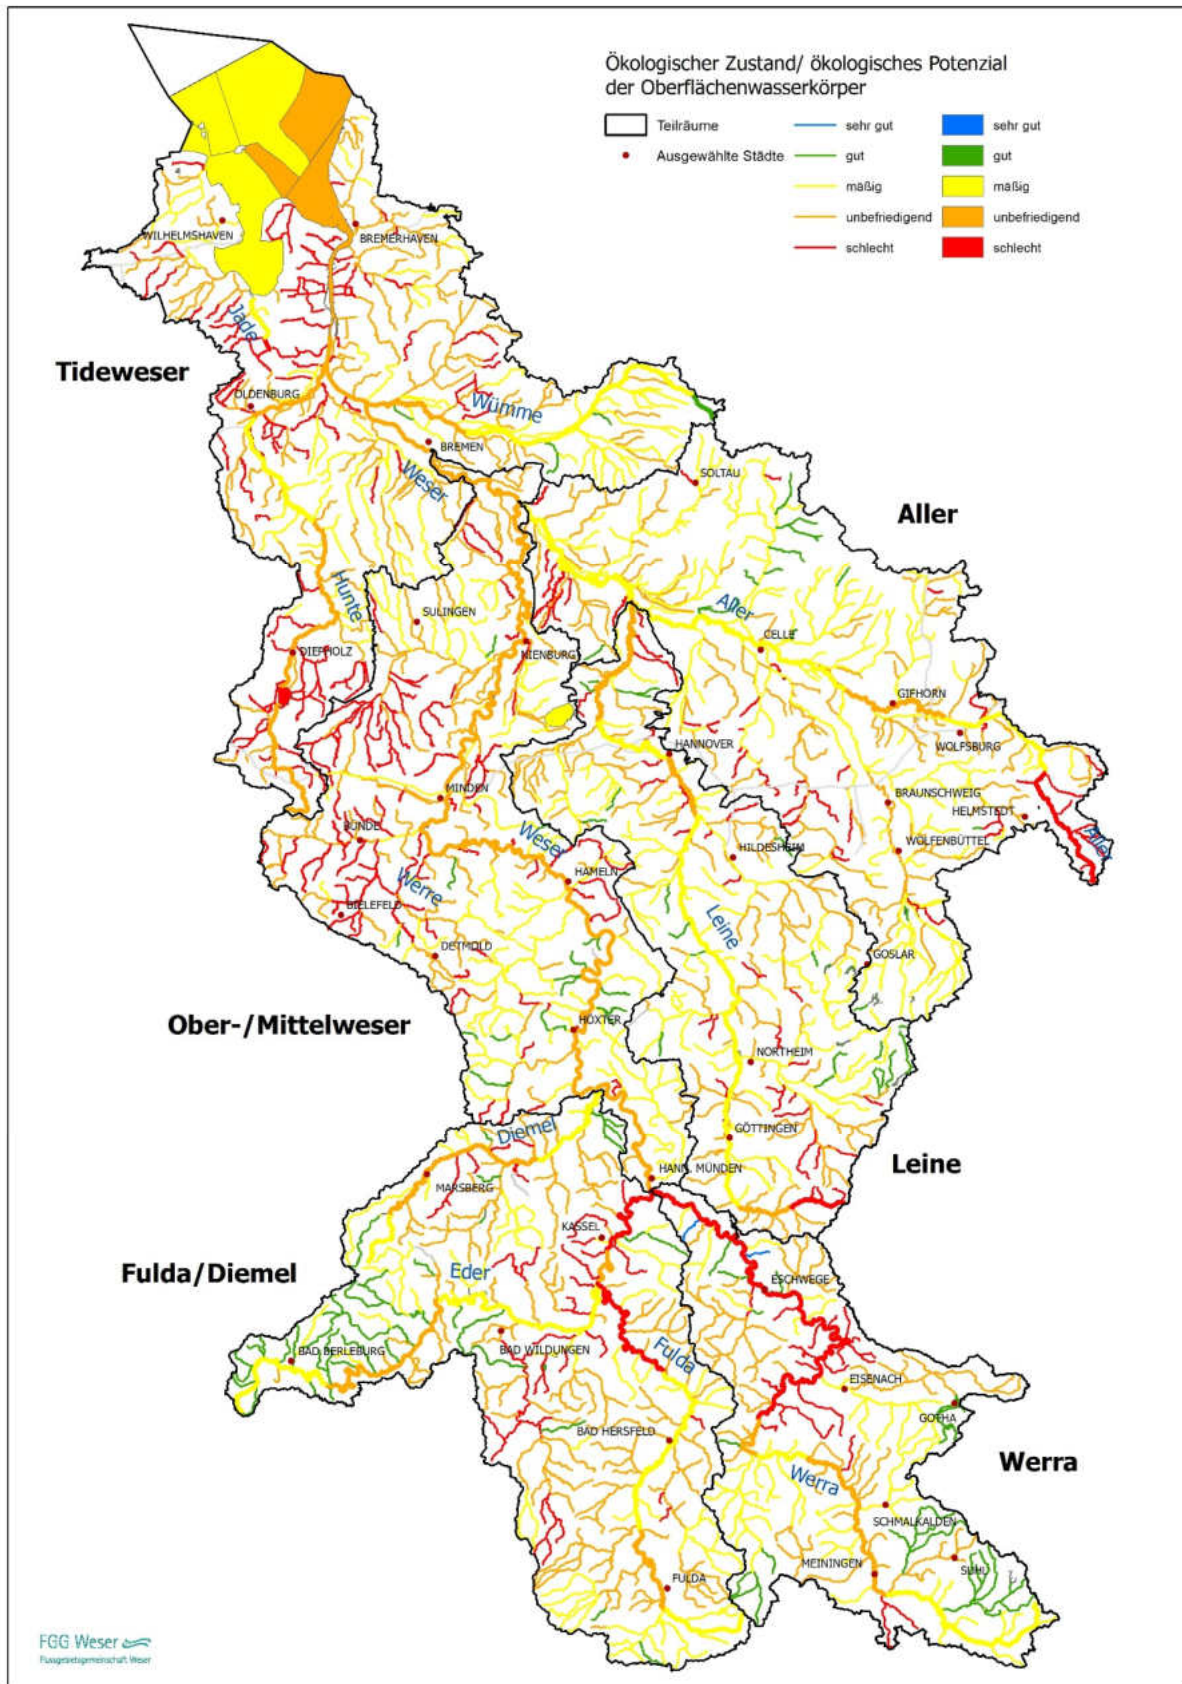 Ökologischer Zustand/ ökologisches Potenzial
der Oberflächenwasserkörper
Teilräume
Ausgewählte Städte
sehr gut
gut
mäßig
unbefriedigend
schlecht
sehr gut
gut
mäßig
unbefriedigend
schlecht
WILHELMSHAVEN
BREMERHAVEN
Jade
Tideweser
OLDENBURG
Wümme
BREMEN
Weser
SOLTAU
Aller
Hunte
SULINGEN
Aller
CELLE
DIEPHOLZ
NIENBURG
GIFHORN
WOLFSBURG
HANNOVER
MINDEN
BRAUNSCHWEIG
HELMSTEDT
BÜNDE
Weser
HILDESHEIM
WOLFENBÜTTEL
Aller
Werre
HAMELN
BIELEFELD
Leine
DETMOLD
GOSLAR
Ober-/Mittelweser
HÖXTER
NORTHEIM
Diemel
GÖTTINGEN
Leine
MARSBERG
HANN. MÜNDEN
KASSEL
Fulda/Diemel
Eder
ESCHWEGE
BAD BERLEBURG
BAD WILDUNGEN
Fulda
EISENACH
GOTHA
BAD HERSFELD
Werra
Werra
SCHMALKALDEN
MEININGEN
SUHL
FULDA
FGG Weser
Flussgebietsgemeinschaft Weser